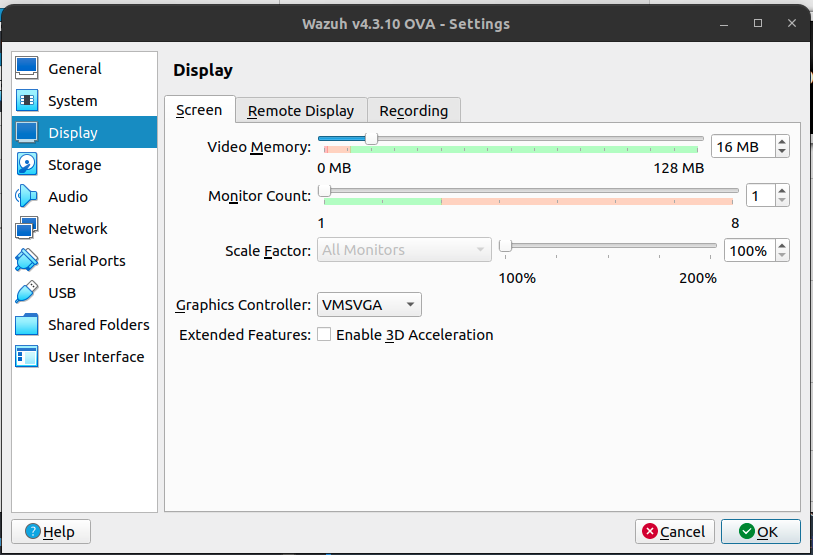 Wazuh v4.3.10 OVA - Settings
General
System
Display
Storage
Audio
Network
Serial Ports
USB
Shared Folders
User Interface
Display
Screen
Remote Display
Recording
Video Memory:
16 MB
0 MB
128 MB
Monitor Count:
1
1
8
Scale Factor:
All Monitors
100%
100%
200%
Graphics Controller:
VMSVGA
Extended Features:
Enable 3D Acceleration
Help
Cancel
OK